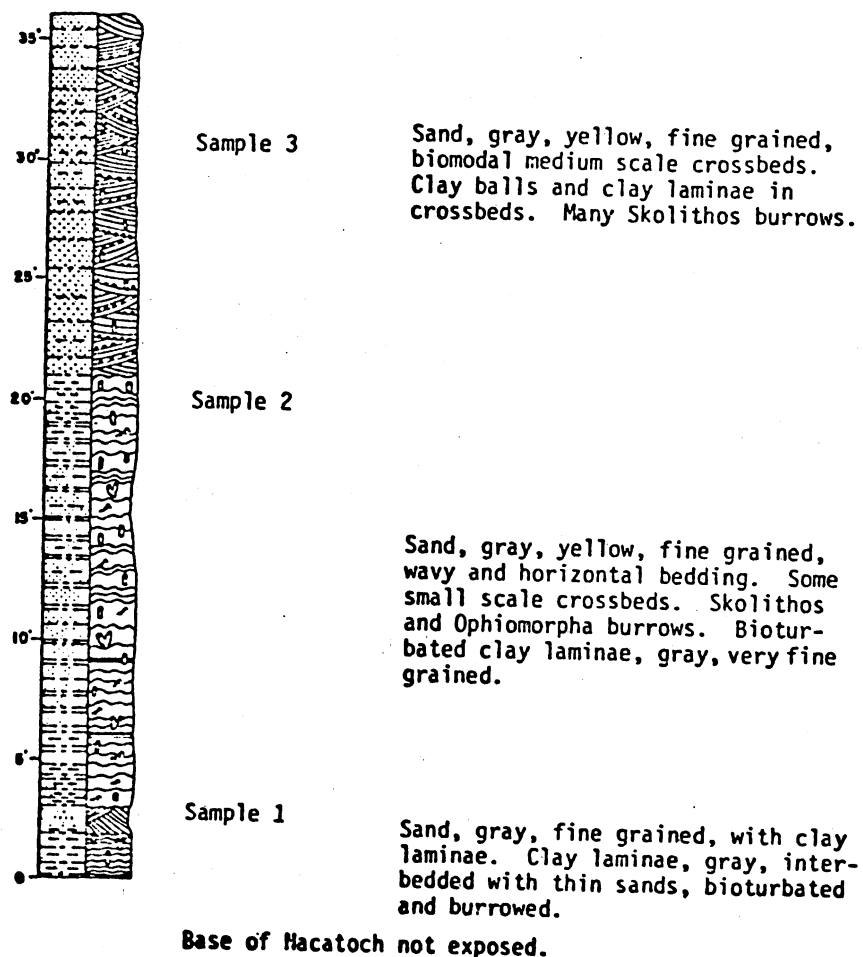 35'
Sample 3
Sand, gray, yellow, fine grained,
biomodal medium scale crossbeds.
Clay balls and clay laminae in
crossbeds. Many Skolithos burrows.
30'
25'
20'
Sample 2
15'
Sand, gray, yellow, fine grained,
wavy and horizontal bedding. Some
small scale crossbeds. Skolithos
and Ophiomorpha burrows. Biotur-
bated clay laminae, gray, very fine
grained.
10'
5'
Sample 1
Sand, gray, fine grained, with clay
laminae. Clay laminae, gray, inter-
bedded with thin sands, bioturbated
and burrowed.
0
Base of Nacatoch not exposed.